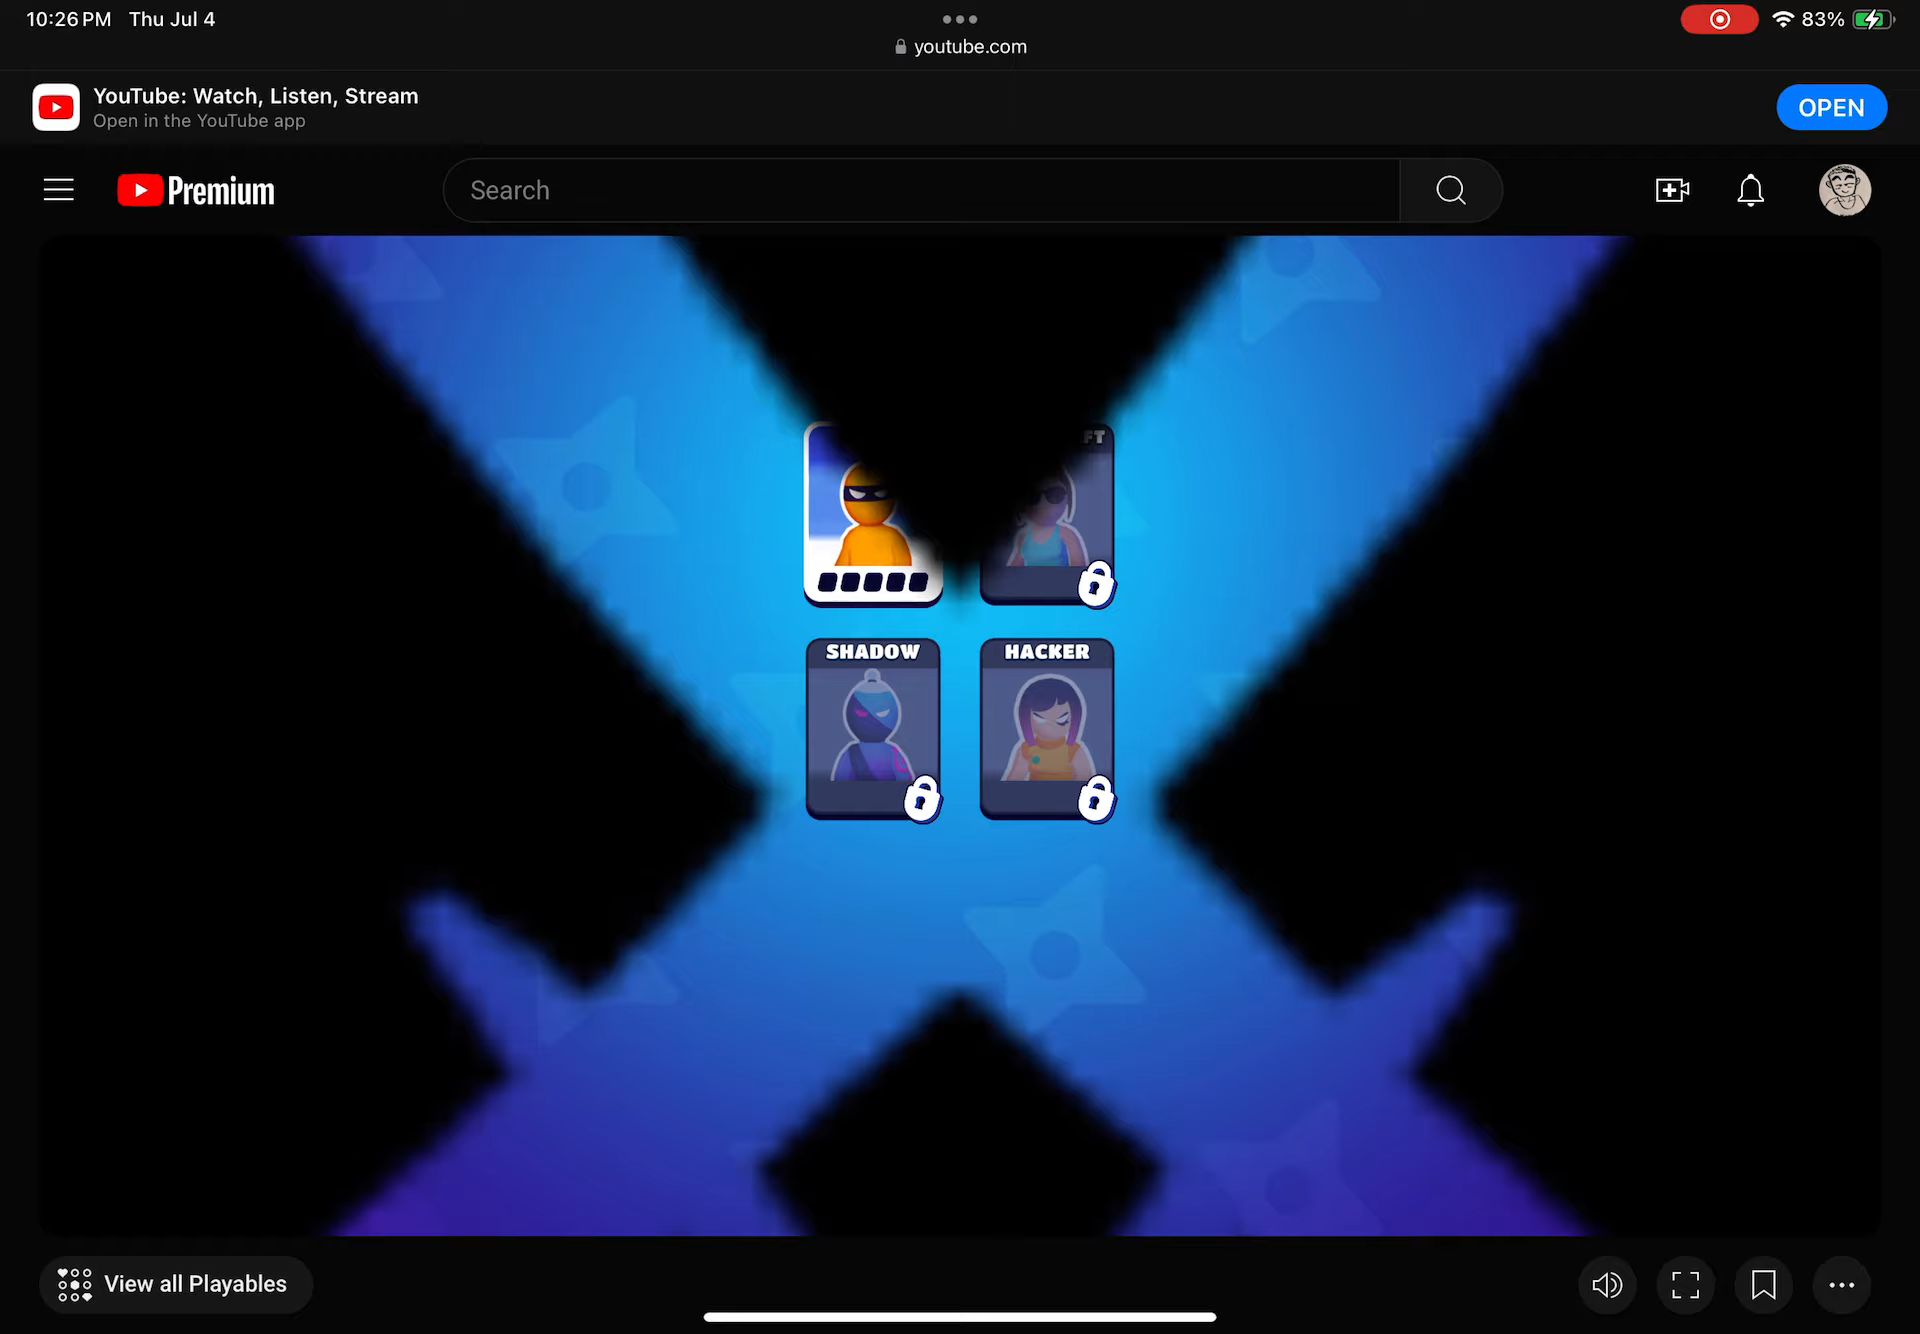 10:26 PM Thu Jul 4
83%
youtube.com
YouTube: Watch, Listen, Stream
Open in the YouTube app
OPEN
Premium
Search
FT
SHADOW
HACKER
View all Playables